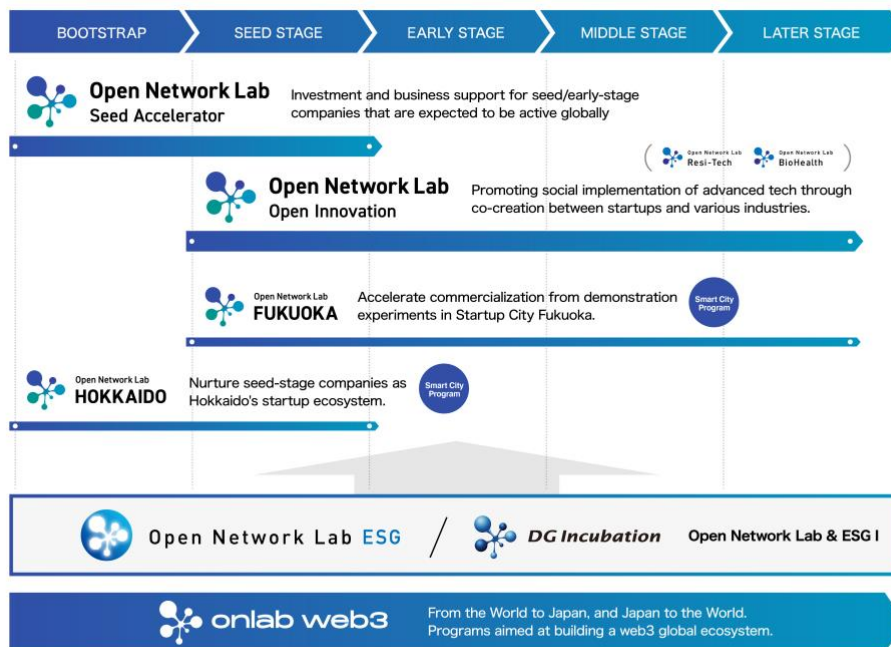 BOOTSTRAP
SEED STAGE
EARLY STAGE
MIDDLE STAGE
LATER STAGE
Open Network Lab
Seed Accelerator
Investment and business support for seed/early-stage
companies that are expected to be active globally
Open Network Lab
Resi-Tech
Open Network Lab
BioHealth
Open Network Lab
Open Innovation
Promoting social implementation of advanced tech through
co-creation between startups and various industries.
Open Network Lab
FUKUOKA
Accelerate commercialization from demonstration
experiments in Startup City Fukuoka.
Smart City
Program
Open Network Lab
HOKKAIDO
Nurture seed-stage companies as
Hokkaido's startup ecosystem.
Smart City
Program
Open Network Lab ESG
/
DG Incubation
Open Network Lab & ESG I
onlab web3
From the World to Japan, and Japan to the World.
Programs aimed at building a web3 global ecosystem.